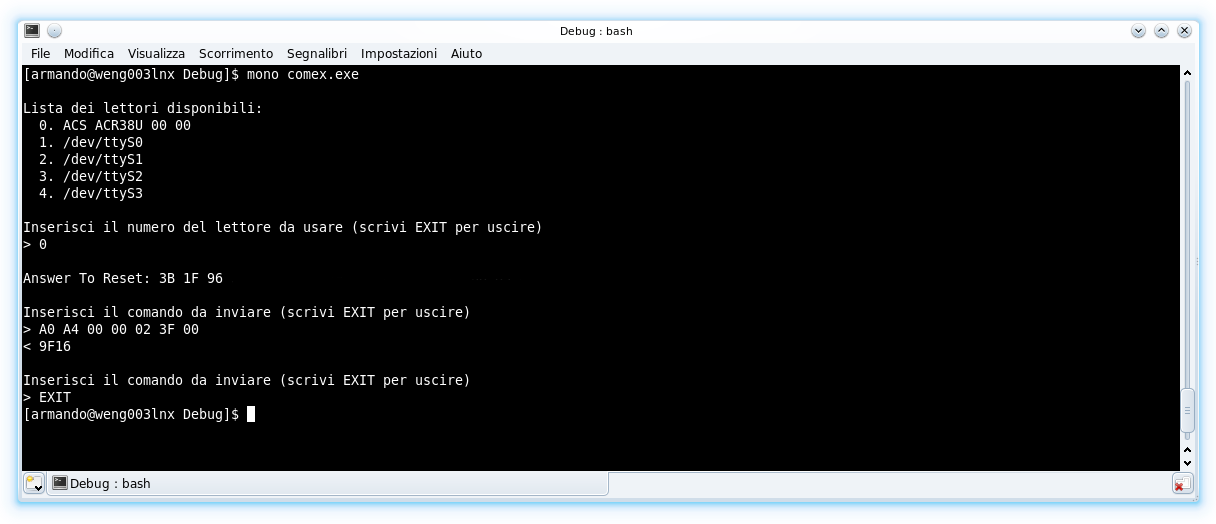 Debug : bash
File Modifica Visualizza Scorrimento Segnalibri Impostazioni Aiuto
[armando@weng003lnx Debug]$ mono comex.exe
Lista dei lettori disponibili:
0. ACS ACR38U 00 00
1. /dev/ttyS0
2. /dev/ttyS1
3. /dev/ttyS2
4. /dev/ttyS3
Inserisci il numero del lettore da usare (scrivi EXIT per uscire)
> 0
Answer To Reset: 3B 1F 96
Inserisci il comando da inviare (scrivi EXIT per uscire)
> A0 A4 00 00 02 3F 00
< 9F16
Inserisci il comando da inviare (scrivi EXIT per uscire)
> EXIT
[armando@weng003lnx Debug]$
Debug : bash